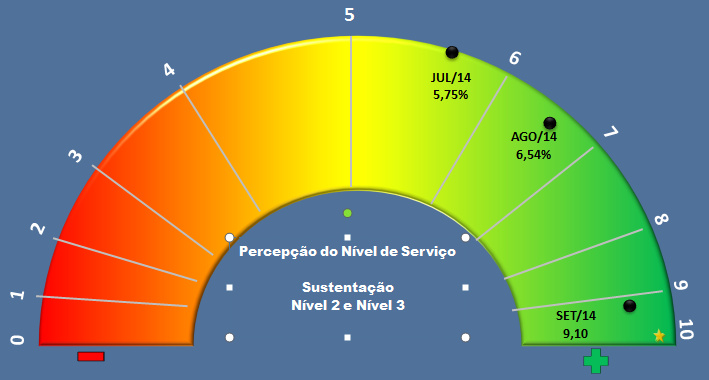 0
1
2
3
4
5
6
7
8
9
10
JUL/14
5,75%
AGO/14
6,54%
SET/14
9,10
Percepção do Nível de Serviço
Sustentação
Nível 2 e Nível 3